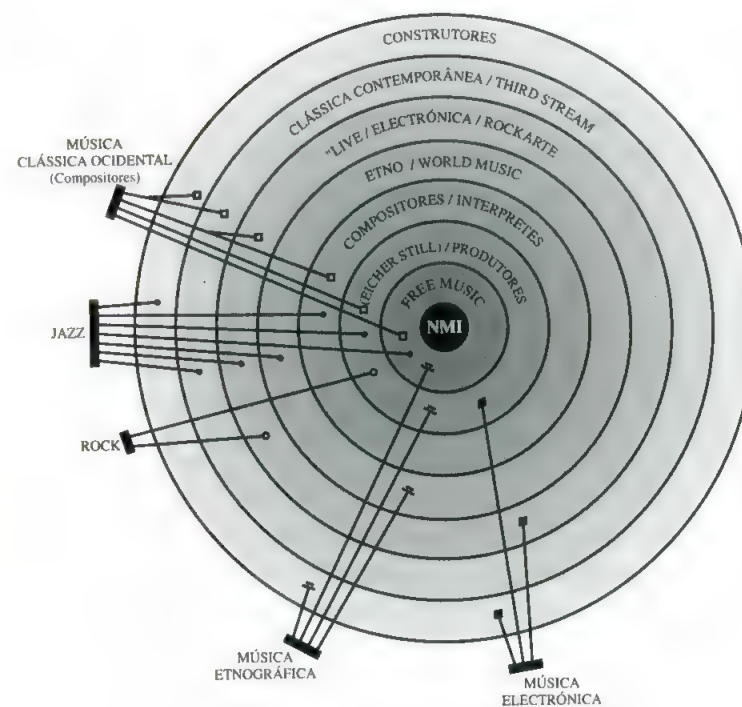 CONSTRUTORES
CLÁSSICA CONTEMPORÂNEA / THIRD STREAM
"LIVE / ELECTRÓNICA / ROCKARTE
ETNO / WORLD MUSIC
COMPOSITORES / INTERPRETES
(EICHER STILL) / PRODUTORES
FREE MUSIC
NMI
MÚSICA
CLÁSSICA OCIDENTAL
(Compositores)
JAZZ
ROCK
MÚSICA
ETNOGRÁFICA
MÚSICA
ELECTRÓNICA